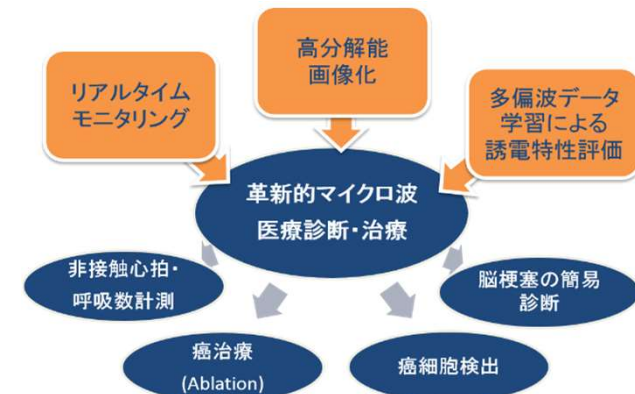 高分解能
画像化
リアルタイム
モニタリング
多偏波データ
学習による
誘電特性評価
革新的マイクロ波
医療診断・治療
非接触心拍・
呼吸数計測
脳梗塞の簡易
診断
癌治療
(Ablation)
癌細胞検出